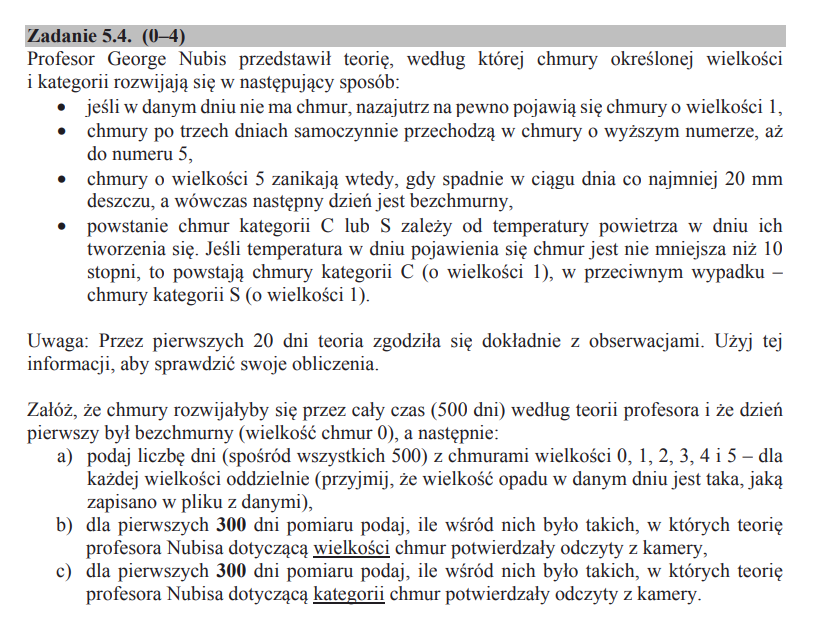 Zadanie 5.4. (0–4)
Profesor George Nubis przedstawił teorię, według której chmury określonej wielkości
i kategorii rozwijają się w następujący sposób:
• jeśli w danym dniu nie ma chmur, nazajutrz na pewno pojawią się chmury o wielkości 1,
• chmury po trzech dniach samoczynnie przechodzą w chmury o wyższym numerze, aż
do numeru 5,
• chmury o wielkości 5 zanikają wtedy, gdy spadnie w ciągu dnia co najmniej 20 mm
deszczu, a wówczas następny dzień jest bezchmurny,
• powstanie chmur kategorii C lub S zależy od temperatury powietrza w dniu ich
tworzenia się. Jeśli temperatura w dniu pojawienia się chmur jest nie mniejsza niż 10
stopni, to powstają chmury kategorii C (o wielkości 1), w przeciwnym wypadku –
chmury kategorii S (o wielkości 1).
Uwaga: Przez pierwszych 20 dni teoria zgodziła się dokładnie z obserwacjami. Użyj tej
informacji, aby sprawdzić swoje obliczenia.
Załóż, że chmury rozwijałyby się przez cały czas (500 dni) według teorii profesora i że dzień
pierwszy był bezchmurny (wielkość chmur 0), a następnie:
a) podaj liczbę dni (spośród wszystkich 500) z chmurami wielkości 0, 1, 2, 3, 4 i 5 – dla
każdej wielkości oddzielnie (przyjmij, że wielkość opadu w danym dniu jest taka, jaką
zapisano w pliku z danymi),
b) dla pierwszych 300 dni pomiaru podaj, ile wśród nich było takich, w których teorię
profesora Nubisa dotyczącą wielkości chmur potwierdzały odczyty z kamery,
c) dla pierwszych 300 dni pomiaru podaj, ile wśród nich było takich, w których teorię
profesora Nubisa dotyczącą kategorii chmur potwierdzały odczyty z kamery.